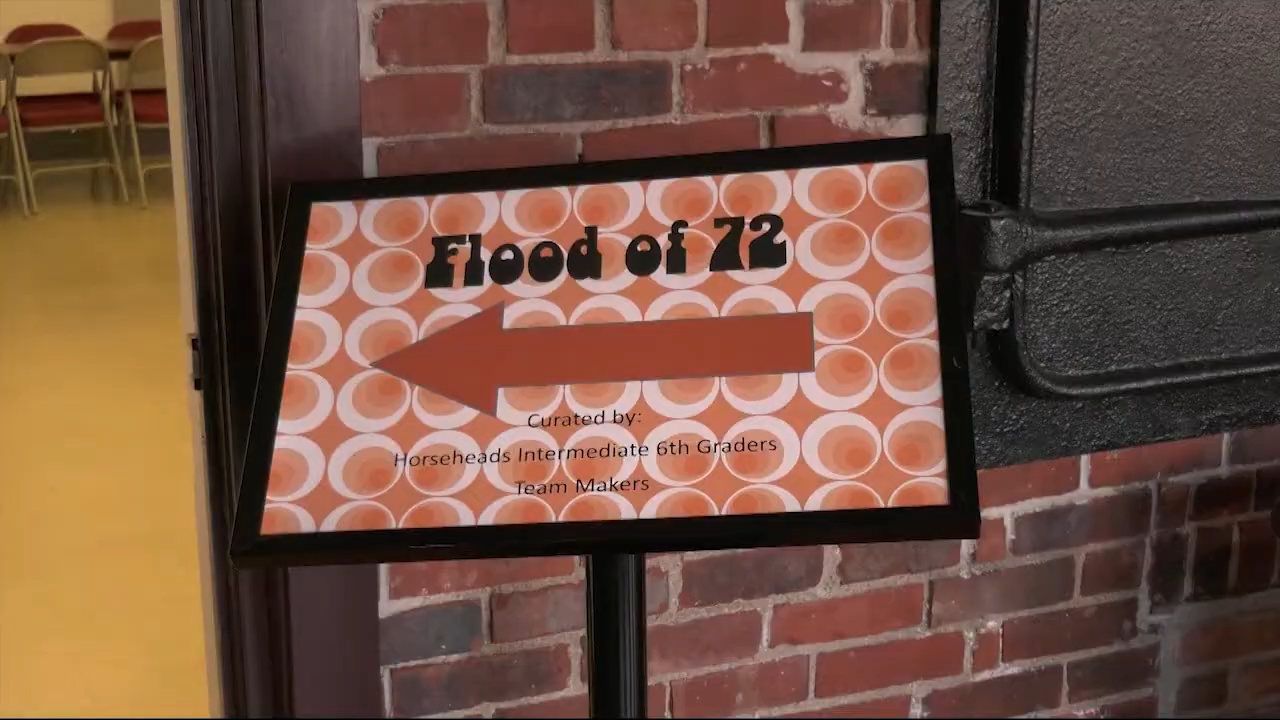 Flood of 72
Curated by:
Horseheads Intermediate 6th Graders
Team Makers